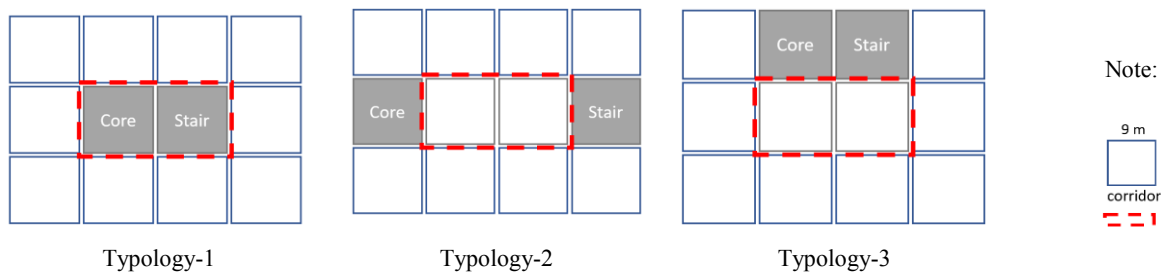 Core
Stair
Core
Stair
Core
Stair
Note:
9 m
corridor
Typology-1
Typology-2
Typology-3